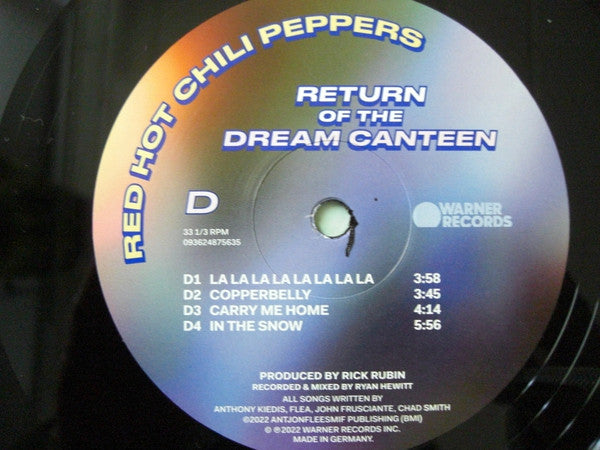 RED HOT CHILI PEPPERS
RETURN
OF THE
DREAM CANTEEN
D
33 1/3 RPM
093624875635
WARNER
RECORDS
D1 LA LA LA LA LA LA LA LA 3:58
D2 COPPERBELLY 3:45
D3 CARRY ME HOME 4:14
D4 IN THE SNOW 5:56
PRODUCED BY RICK RUBIN
RECORDED & MIXED BY RYAN HEWITT
ALL SONGS WRITTEN BY
ANTHONY KIEDIS, FLEA, JOHN FRUSCIANTE, CHAD SMITH
©2022 ANTJONFLEESMIF PUBLISHING (BMI)
© ℗2022 WARNER RECORDS INC.
MADE IN GERMANY.